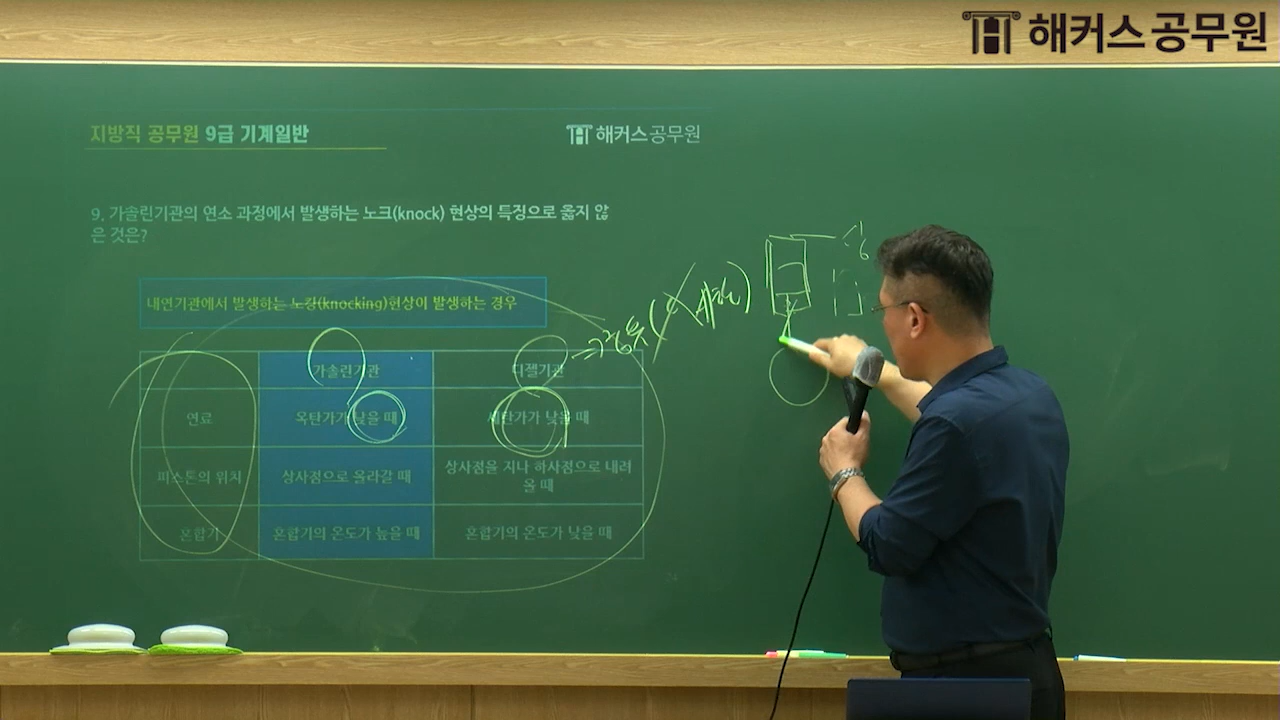 해커스공무원
지방직 공무원 9급 기계일반
해커스공무원
9. 가솔린기관의 연소 과정에서 발생하는 노크(knock) 현상의 특징으로 옳지 않
은 것은?
내연기관에서 발생하는 노킹(knocking)현상이 발생하는 경우
가솔린기관 디젤기관
연료 옥탄가가 낮을 때 세탄가가 낮을 때
피스톤의 위치 상사점으로 올라갈 때 상사점을 지나 하사점으로 내려
올 때
혼합기 혼합기의 온도가 높을 때 혼합기의 온도가 낮을 때